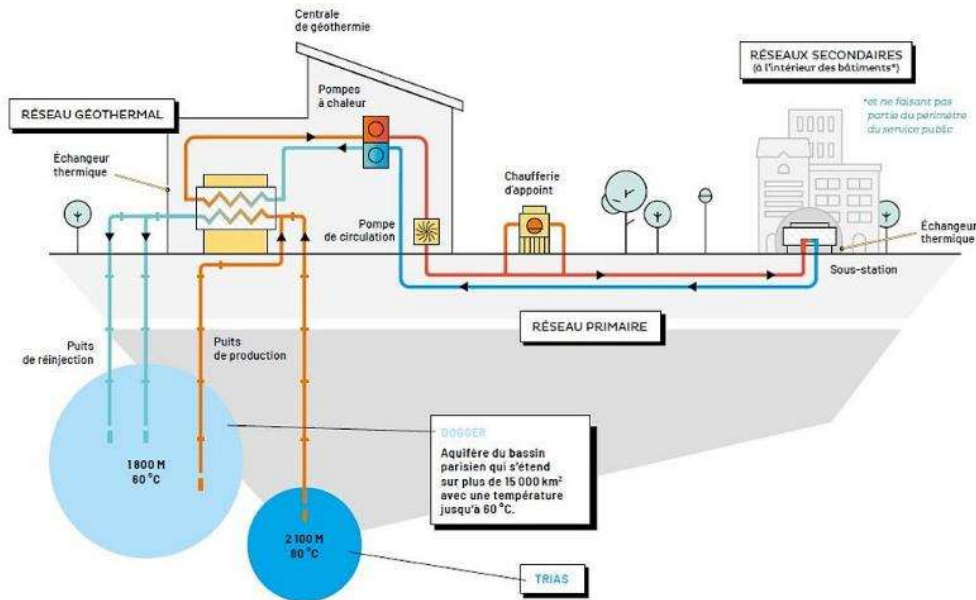 Centrale
de géothermie
RÉSEAUX SECONDAIRES
(à l'intérieur des bâtiments*)
*et ne faisant pas
partie du périmètre
du service public
Pompes
à chaleur
RÉSEAU GÉOTHERMAL
Échangeur
thermique
Chaufferie
d'appoint
Pompe
de circulation
Échangeur
thermique
Sous-station
RÉSEAU PRIMAIRE
Puits
de réinjection
Puits
de production
DOGGER
Aquifère du bassin
parisien qui s'étend
sur plus de 15 000 km²
avec une température
jusqu'à 60 °C.
1 800 M
60 °C
2 100 M
80 °C
TRIAS